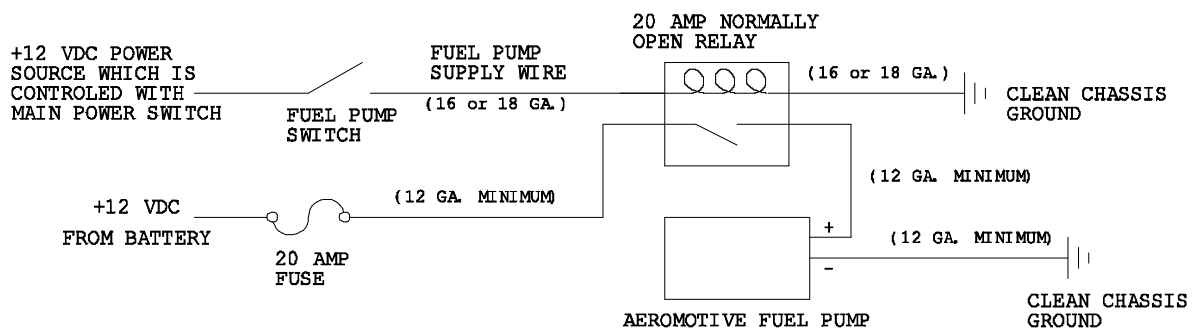 +12 VDC POWER
SOURCE WHICH IS
CONTROLED WITH
MAIN POWER SWITCH
FUEL PUMP
SWITCH
FUEL PUMP
SUPPLY WIRE
(16 or 18 GA.)
20 AMP NORMALLY
OPEN RELAY
(16 or 18 GA.)
CLEAN CHASSIS
GROUND
+12 VDC
FROM BATTERY
20 AMP
FUSE
(12 GA. MINIMUM)
(12 GA. MINIMUM)
+
-
(12 GA. MINIMUM)
CLEAN CHASSIS
GROUND
AEROMOTIVE FUEL PUMP